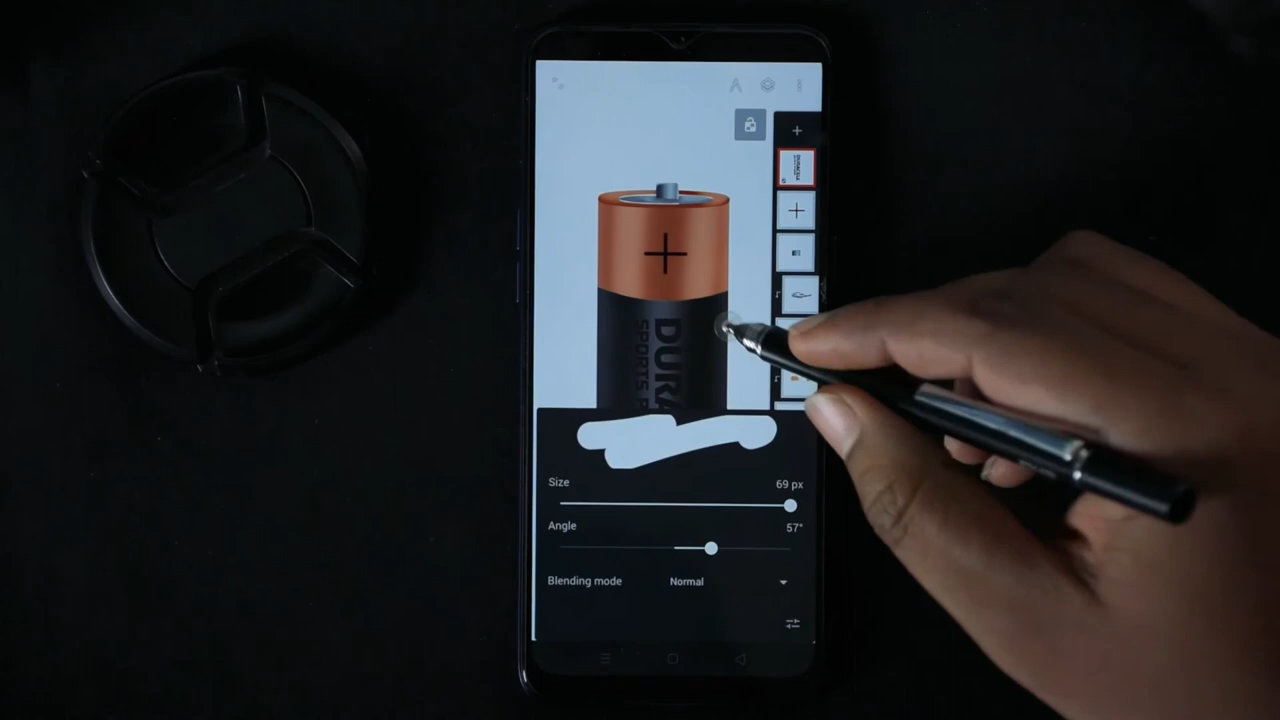 DURA
SPORTS P
Size
69 px
Angle
57°
Blending mode
Normal